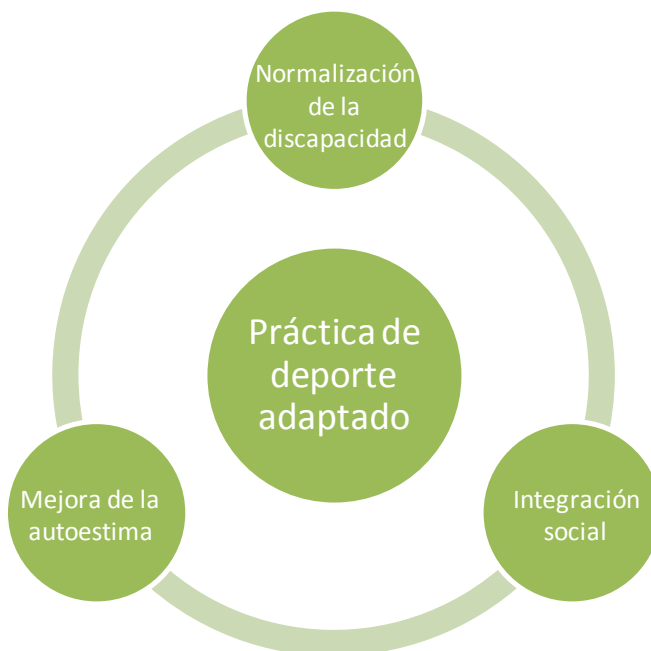 Normalización
de la
discapacidad
Práctica de
deporte
adaptado
Mejora de la
autoestima
Integración
social